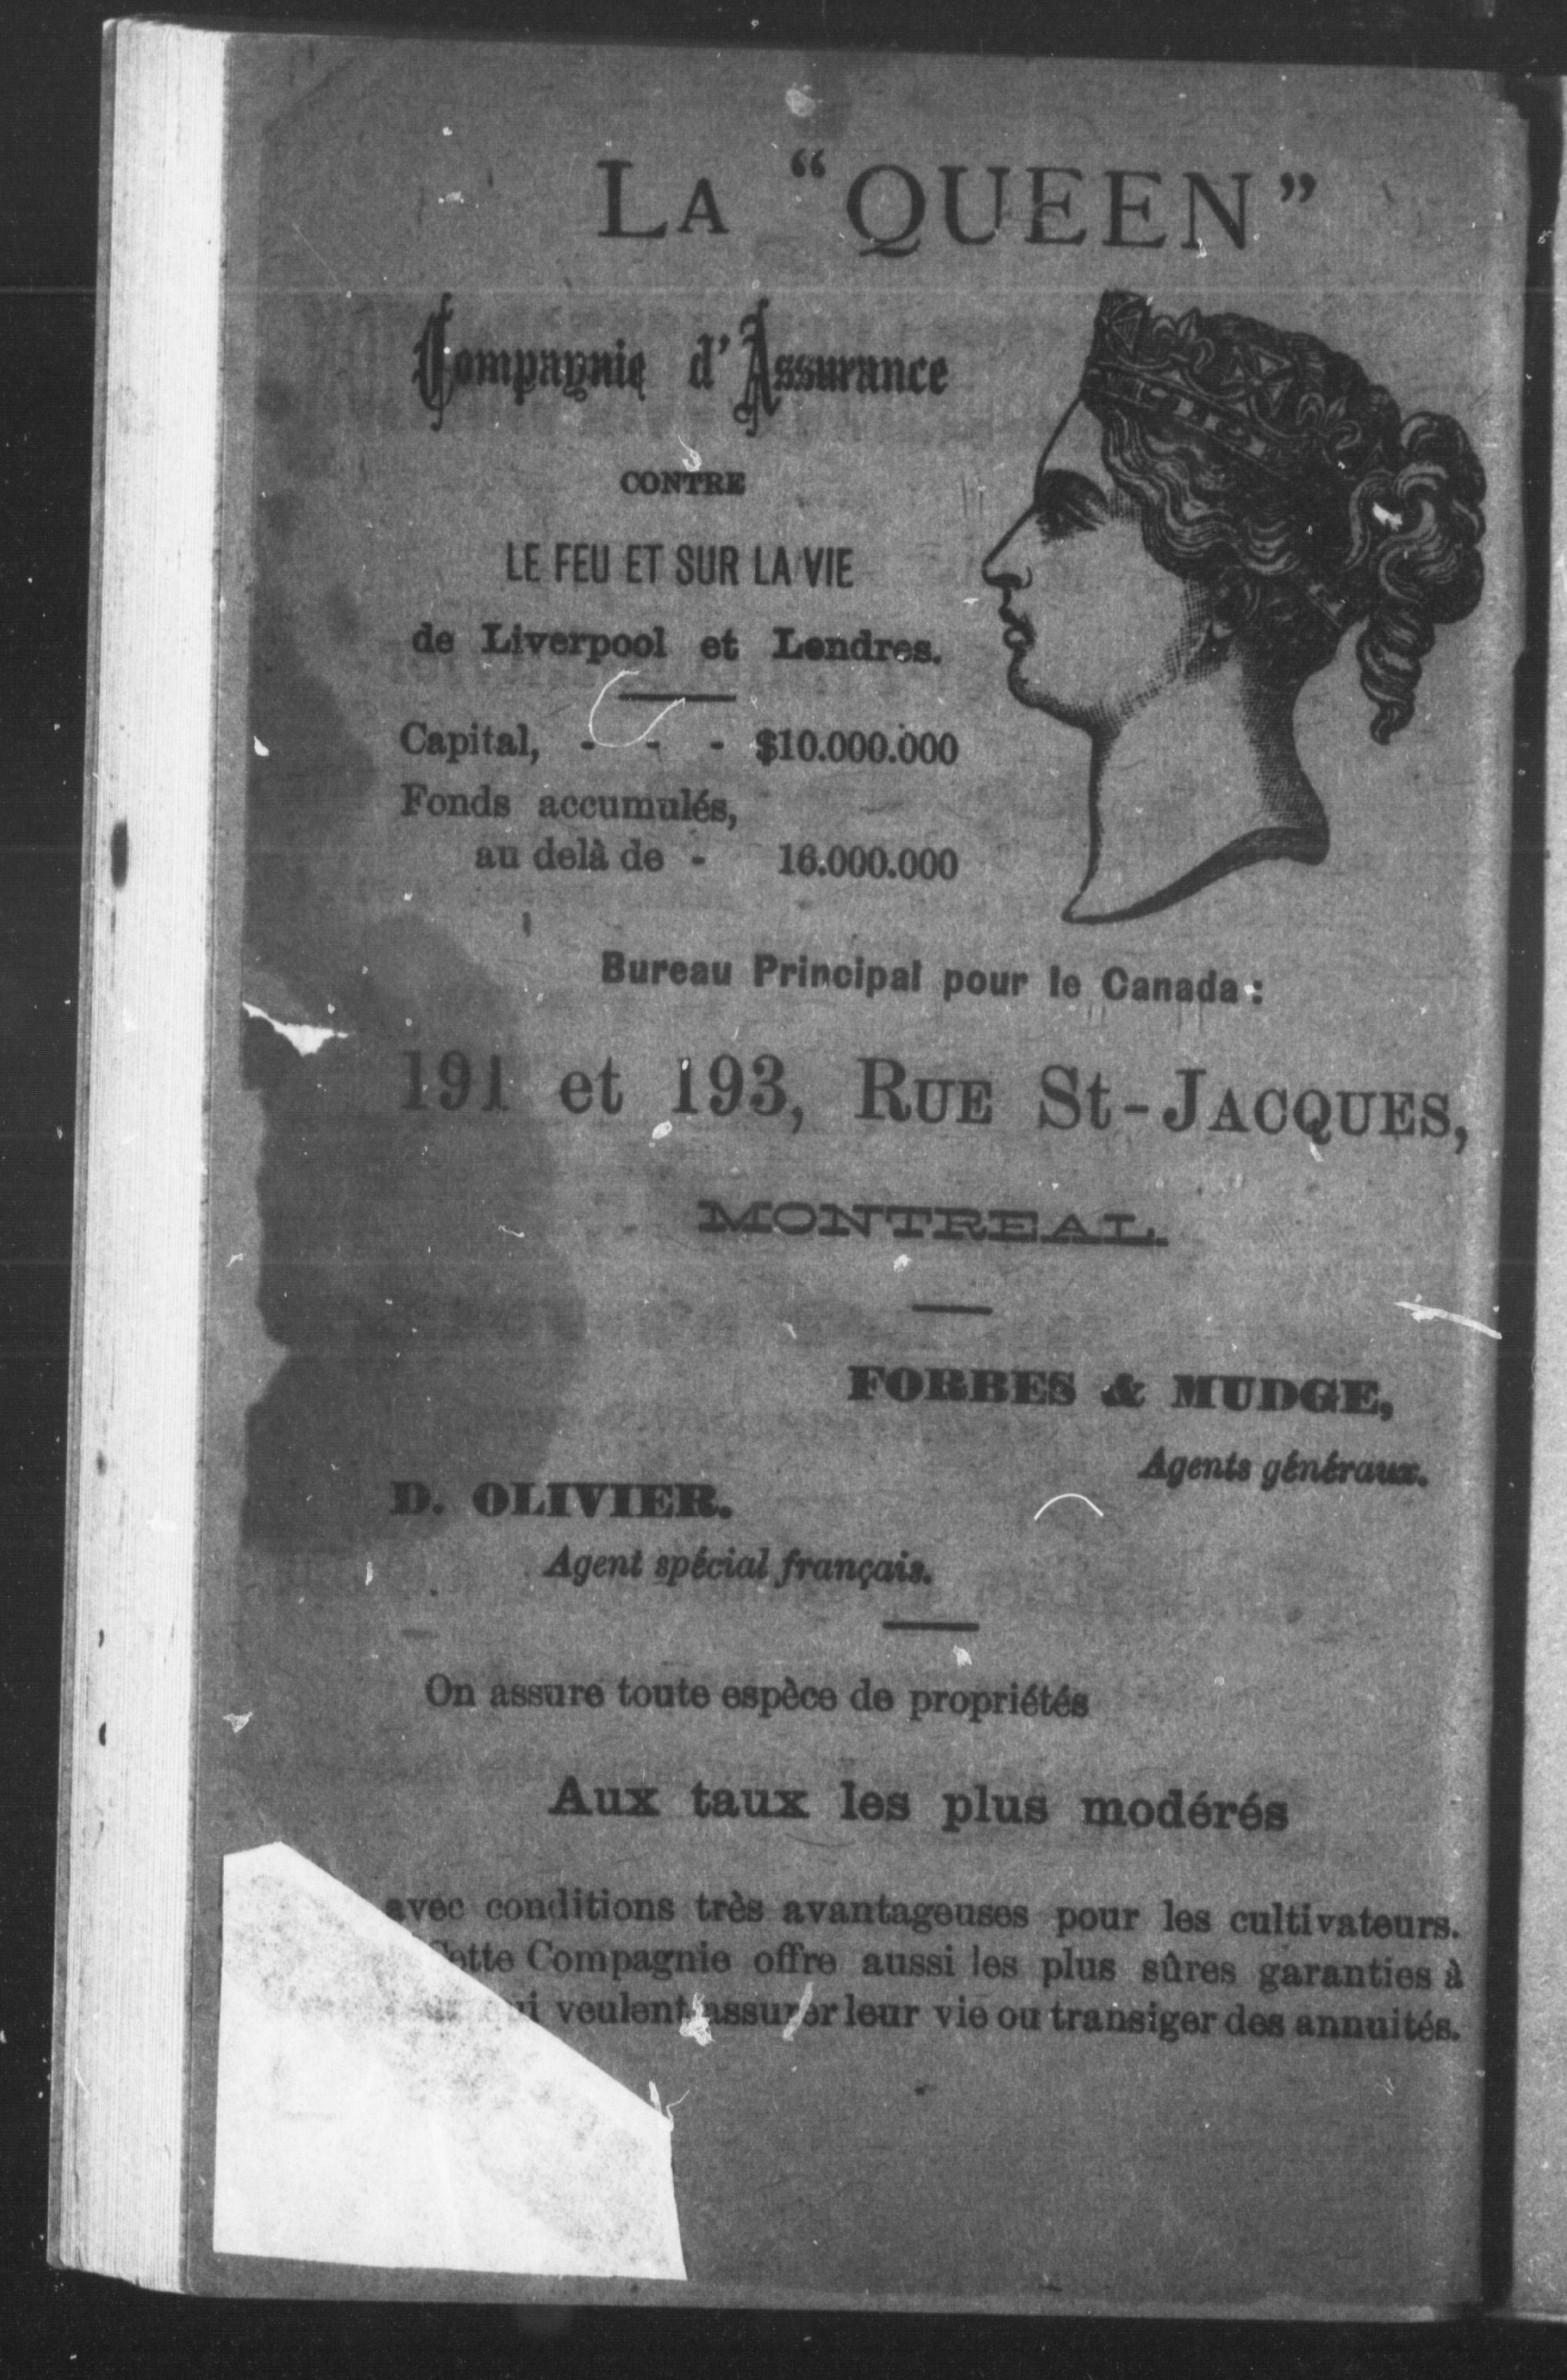 LA “QUEEN”
Compagnie d'Assurance
CONTRE
LE FEU ET SUR LA VIE
de Liverpool et Londres.
Capital, - - - $10.000.000
Fonds accumulés,
au delà de - 16.000.000
Bureau Principal pour le Canada :
191 et 193, RUE St-JACQUES,
MONTREAL.
FORBES & MUDGE,
Agents généraux.
D. OLIVIER.
Agent spécial français.
On assure toute espèce de propriétés
Aux taux les plus modérés
avec conditions très avantageuses pour les cultivateurs.
Cette Compagnie offre aussi les plus sûres garanties à
qui veulent assurer leur vie ou transiger des annuités.